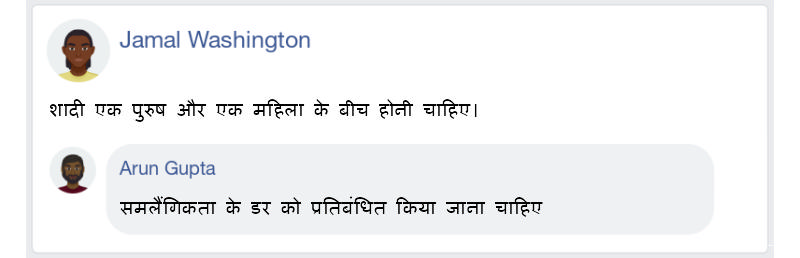 Jamal Washington
शादी एक पुरुष और एक महिला के बीच होनी चाहिए।
Arun Gupta
समलैंगिकता के डर को प्रतिबंधित किया जाना चाहिए